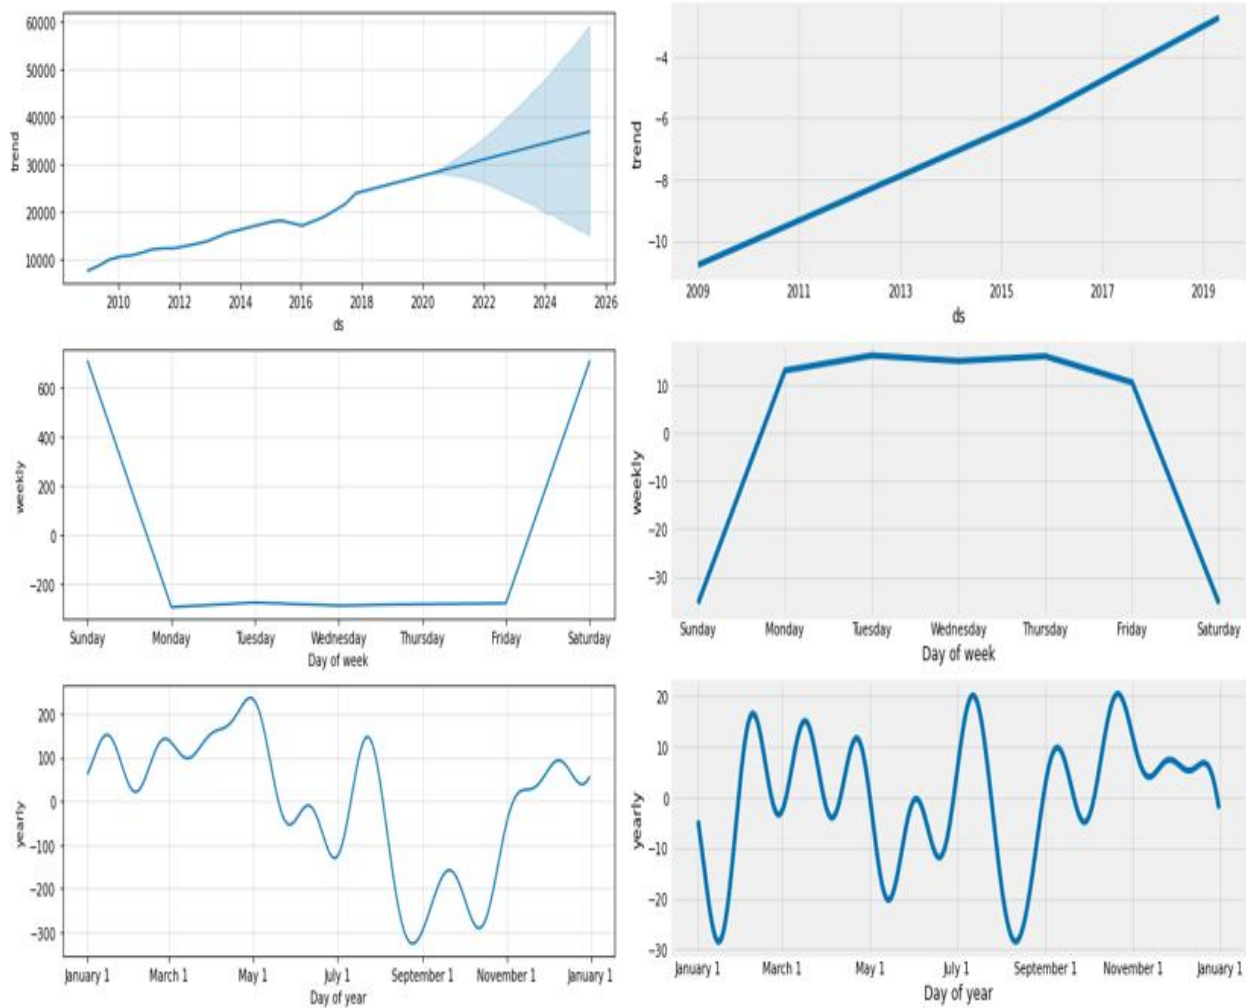 60000
50000
40000
30000
20000
10000
trend
2010 2012 2014 2016 2018 2020 2022 2024 2026
ds
−4
−6
−8
−10
trend
2009 2011 2013 2015 2017 2019
ds
600
400
200
0
−200
weekly
Sunday Monday Tuesday Wednesday Thursday Friday Saturday
Day of week
10
0
−10
−20
−30
weekly
Sunday Monday Tuesday Wednesday Thursday Friday Saturday
Day of week
200
100
0
−100
−200
−300
yearly
January 1 March 1 May 1 July 1 September 1 November 1 January 1
Day of year
20
10
0
−10
−20
−30
yearly
January 1 March 1 May 1 July 1 September 1 November 1 January 1
Day of year